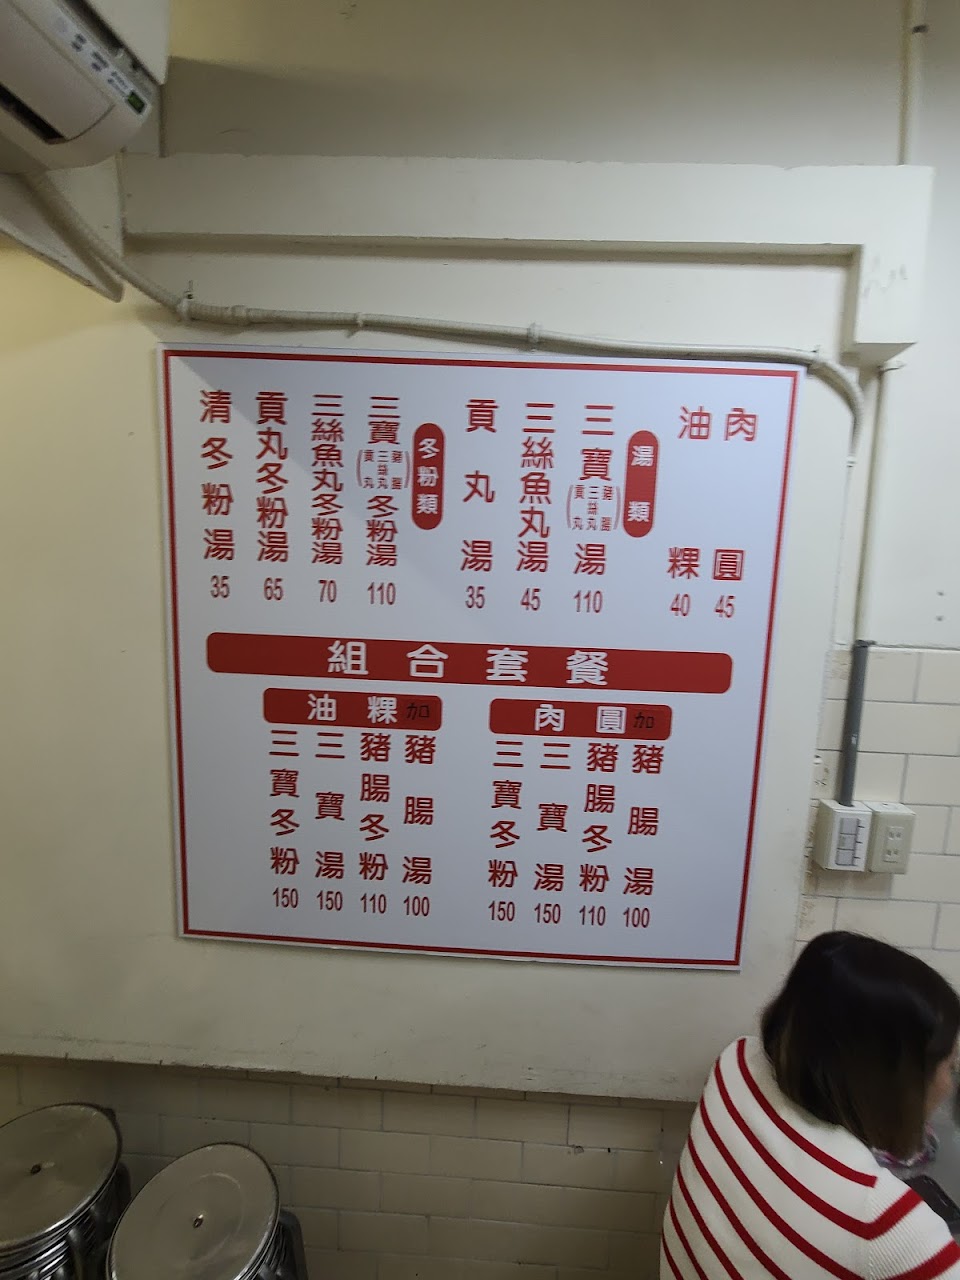 肉圓 45
油粿 40
湯類
三寶(豬腸三絲丸貢丸)湯 110
三絲魚丸湯 45
貢丸湯 35
冬粉類
三寶(豬腸三絲丸貢丸)冬粉湯 110
三絲魚丸冬粉湯 70
貢丸冬粉湯 65
清冬粉湯 35
組合套餐
肉圓加
豬腸湯 100
豬腸冬粉 110
三寶湯 150
三寶冬粉 150
油粿加
豬腸湯 100
豬腸冬粉 110
三寶湯 150
三寶冬粉 150